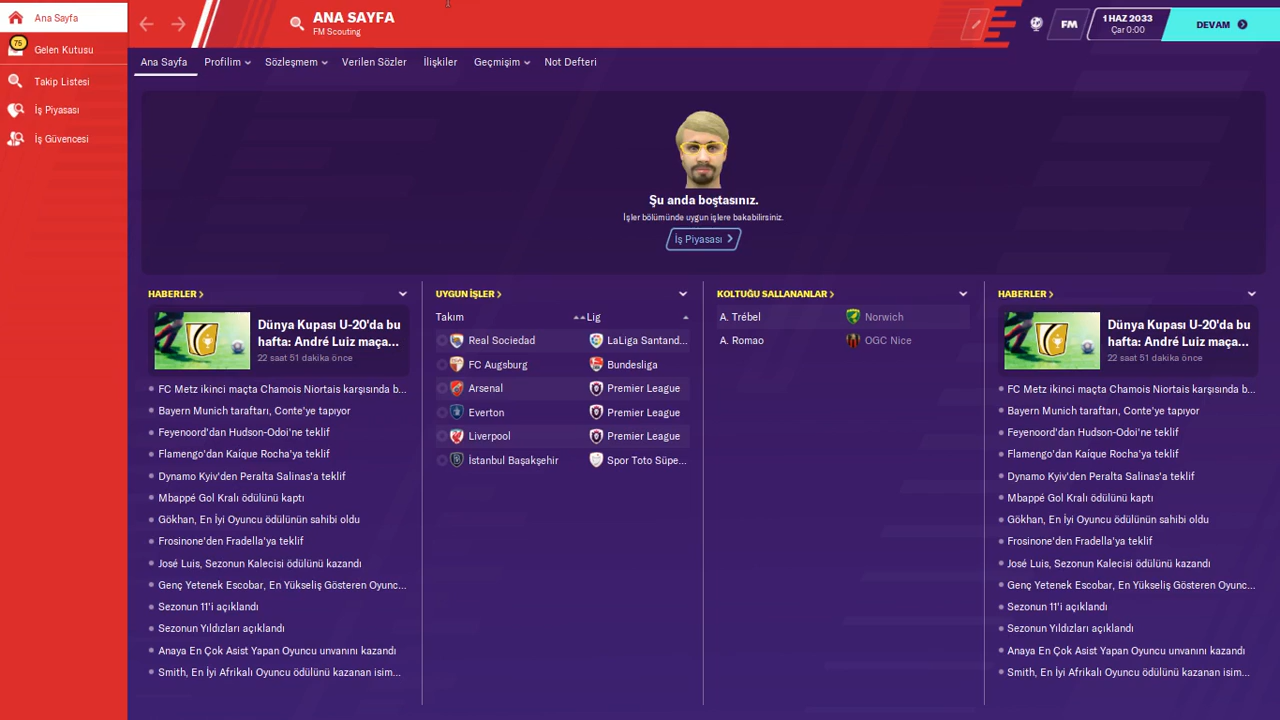 Ana Sayfa
75
Gelen Kutusu
Takip Listesi
İş Piyasası
İş Güvencesi
ANA SAYFA
FM Scouting
FM
1 HAZ 2033
Çar 0:00
DEVAM
Ana Sayfa
Profilim
Sözleşmem
Verilen Sözler
İlişkiler
Geçmişim
Not Defteri
Şu anda boştasınız.
İşler bölümünde uygun işlere bakabilirsiniz.
İş Piyasası
HABERLER
Dünya Kupası U-20'da bu
hafta: André Luiz maça...
22 saat 51 dakika önce
FC Metz ikinci maçta Chamois Niortais karşısında b...
Bayern Munich taraftarı, Conte'ye tapıyor
Feyenoord'dan Hudson-Odoi'ne teklif
Flamengo'dan Kaíque Rocha'ya teklif
Dynamo Kyiv'den Peralta Salinas'a teklif
Mbappé Gol Kralı ödülünü kaptı
Gökhan, En İyi Oyuncu ödülünün sahibi oldu
Frosinone'den Fradella'ya teklif
José Luis, Sezonun Kalecisi ödülünü kazandı
Genç Yetenek Escobar, En Yükseliş Gösteren Oyunc...
Sezonun 11'i açıklandı
Sezonun Yıldızları açıklandı
Anaya En Çok Asist Yapan Oyuncu unvanını kazandı
Smith, En İyi Afrikalı Oyuncu ödülünü kazanan isim...
UYGUN İŞLER
Takım Lig
Real Sociedad LaLiga Santand...
FC Augsburg Bundesliga
Arsenal Premier League
Everton Premier League
Liverpool Premier League
İstanbul Başakşehir Spor Toto Süpe...
KOLTUĞU SALLANANLAR
A. Trébel Norwich
A. Romao OGC Nice
HABERLER
Dünya Kupası U-20'da bu
hafta: André Luiz maça...
22 saat 51 dakika önce
FC Metz ikinci maçta Chamois Niortais karşısında b...
Bayern Munich taraftarı, Conte'ye tapıyor
Feyenoord'dan Hudson-Odoi'ne teklif
Flamengo'dan Kaíque Rocha'ya teklif
Dynamo Kyiv'den Peralta Salinas'a teklif
Mbappé Gol Kralı ödülünü kaptı
Gökhan, En İyi Oyuncu ödülünün sahibi oldu
Frosinone'den Fradella'ya teklif
José Luis, Sezonun Kalecisi ödülünü kazandı
Genç Yetenek Escobar, En Yükseliş Gösteren Oyunc...
Sezonun 11'i açıklandı
Sezonun Yıldızları açıklandı
Anaya En Çok Asist Yapan Oyuncu unvanını kazandı
Smith, En İyi Afrikalı Oyuncu ödülünü kazanan isim...